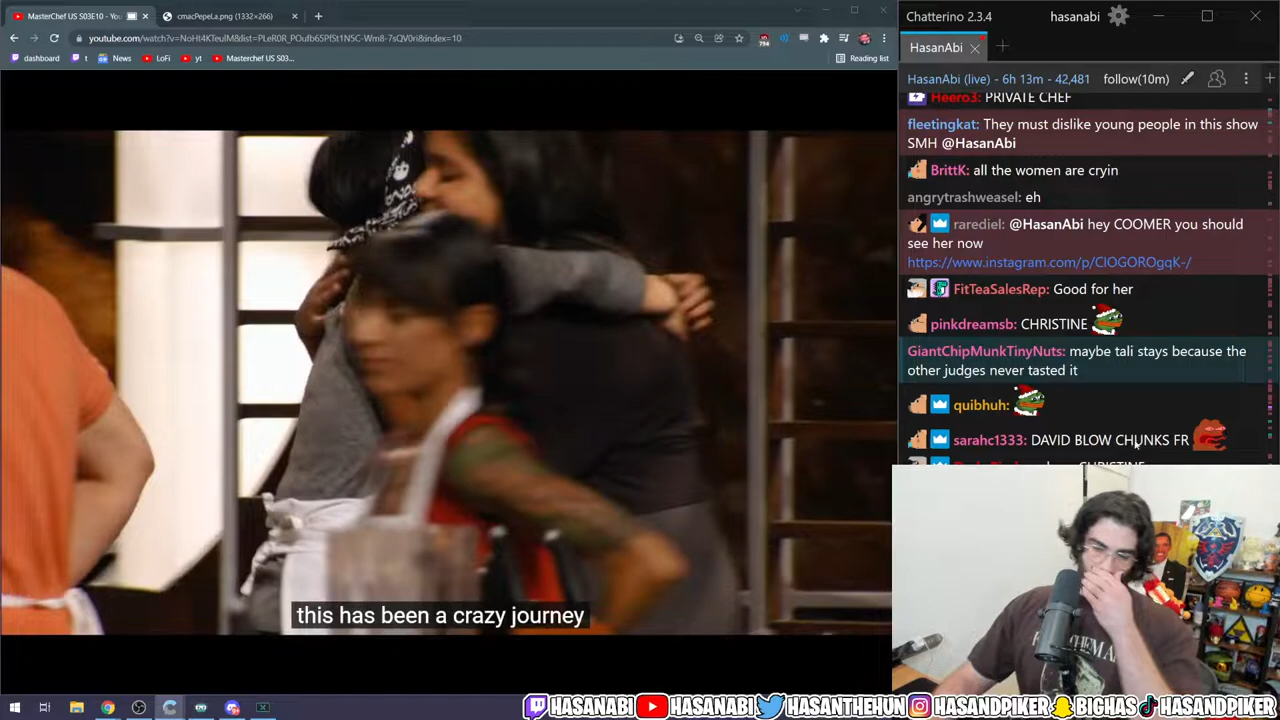 MasterChef US S03E10 - You
cmacPepeLa.png (1332×266)
Chatterino 2.3.4
hasanabi
youtube.com/watch?v=NoHt4KTeulM&dist=PLeR0R_POufb65PfSt1N5C-Wm8-7sQV0ri&index=10
HasanAbi
dashboard
t
News
LoFi
yt
Masterchef US S03...
Reading list
HasanAbi (live) - 6h 13m - 42,481
follow(10m)
Heero3: PRIVATE CHEF
fleetingkat: They must dislike young people in this show
SMH @HasanAbi
BrittK: all the women are cryin
angrytrashweasel: eh
rarediel: @HasanAbi hey COOMER you should
see her now
https://www.instagram.com/p/CIOGOROgqK-/
FitTeaSalesRep: Good for her
pinkdreamsb: CHRISTINE
GiantChipMunkTinyNuts: maybe tali stays because the
other judges never tasted it
quibhuh:
sarahc1333: DAVID BLOW CHUNKS FR
CHRISTINE
this has been a crazy journey
HASANABI
HASANABI
HASANTHEHUN
HASANDPIKER
BIGHAS
HASANDPIKER